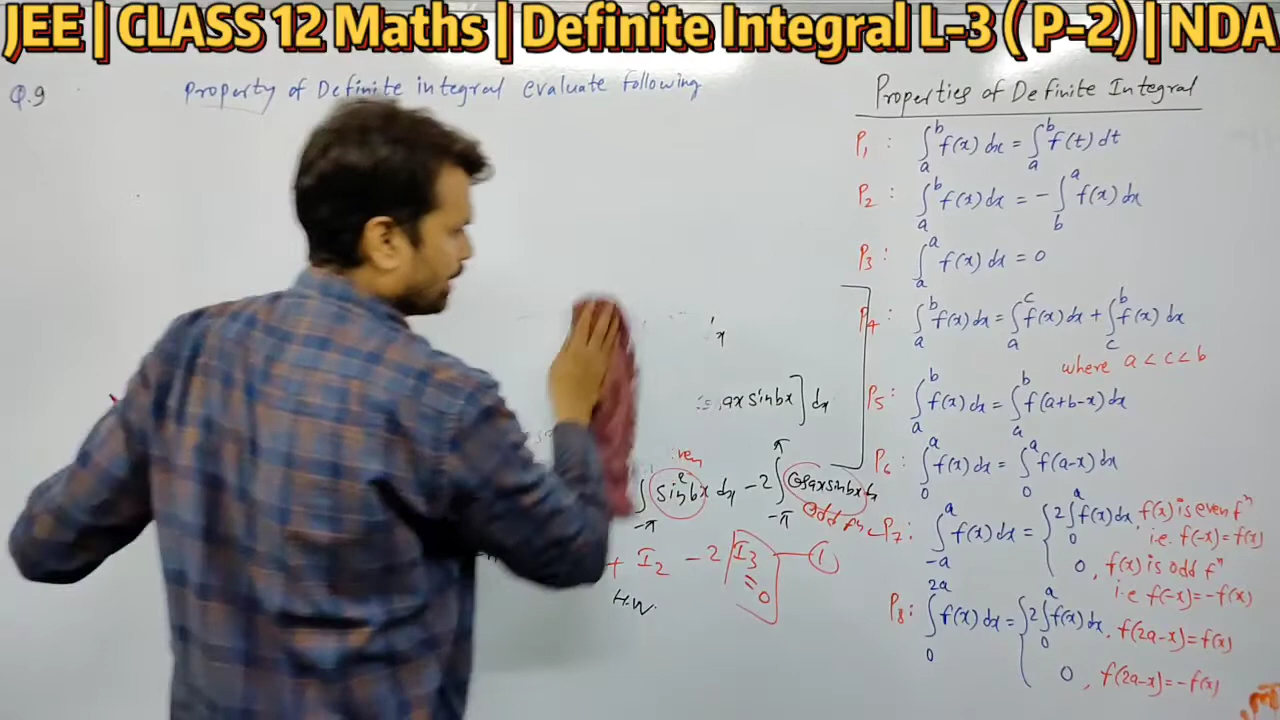 JEE | CLASS 12 Maths | Definite Integral L-3 ( P-2) | NDA
Q.9 Property of Definite integral evaluate following
Properties of Definite Integral
P₁ : ∫ₐᵇ f(x) dx = ∫ₐᵇ f(t) dt
P₂ : ∫ₐᵇ f(x) dx = - ∫_b^a f(x) dx
P₃ : ∫ₐᵃ f(x) dx = 0
P₄ : ∫ₐᵇ f(x) dx = ∫ₐᶜ f(x) dx + ∫_c^b f(x) dx
where a < c < b
P₅ : ∫ₐᵇ f(x) dx = ∫ₐᵇ f(a+b-x) dx
P₆ : ∫₀ᵃ f(x) dx = ∫₀ᵃ f(a-x) dx
P₇ : ∫₋ₐᵃ f(x) dx = { 2∫₀ᵃ f(x) dx, f(x) is even fⁿ
i.e. f(-x) = f(x)
0, f(x) is odd fⁿ
i.e f(-x) = -f(x)
P₈ : ∫₀²ᵃ f(x) dx = { 2∫₀ᵃ f(x) dx, f(2a-x) = f(x)
0, f(2a-x) = -f(x)
ax sinbx] dx
∫_-π sin²bx dx - 2 ∫_-π^π cosax sinbx dx
odd fⁿ
+ I₂ - 2 I₃ ①
= 0
H.W.